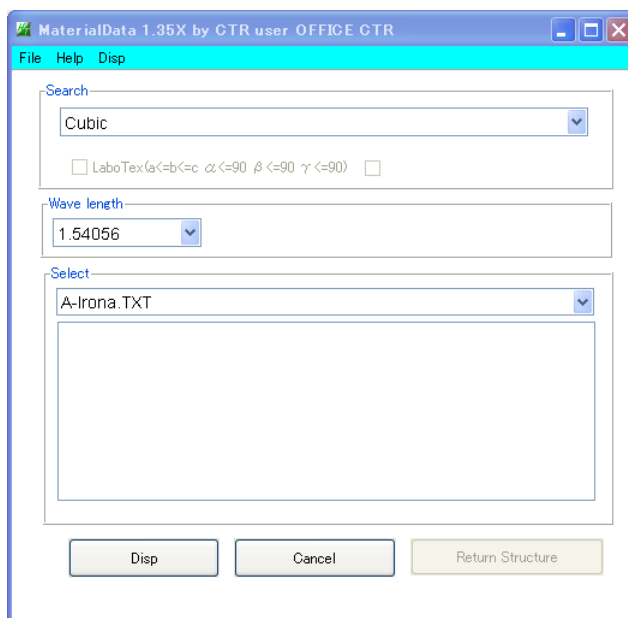 MaterialData 1.35X by CTR user OFFICE CTR
File Help Disp
Search
Cubic
LaboTex(a<=b<=c α<=90 β<=90 γ<=90)
Wave length
1.54056
Select
A-Irona.TXT
Disp Cancel Return Structure